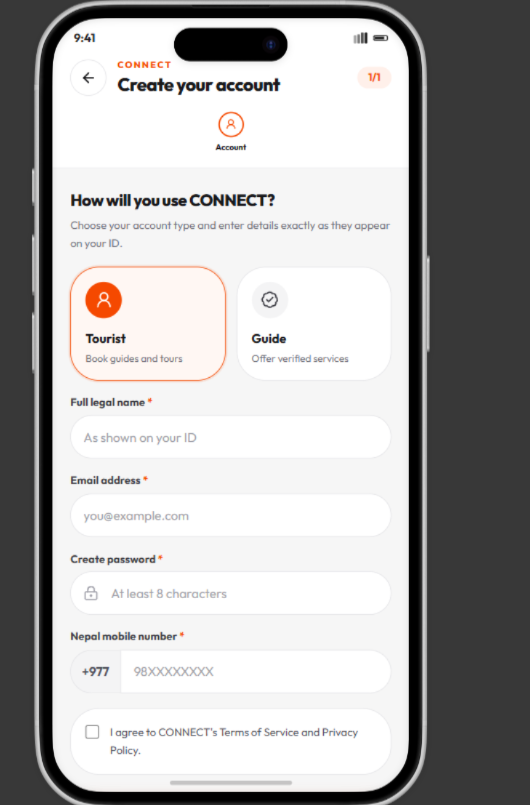 9:41
CONNECT
Create your account
1/1
Account
How will you use CONNECT?
Choose your account type and enter details exactly as they appear
on your ID.
Tourist
Book guides and tours
Guide
Offer verified services
Full legal name *
As shown on your ID
Email address *
you@example.com
Create password *
At least 8 characters
Nepal mobile number *
+977 98XXXXXXXX
I agree to CONNECT's Terms of Service and Privacy
Policy.